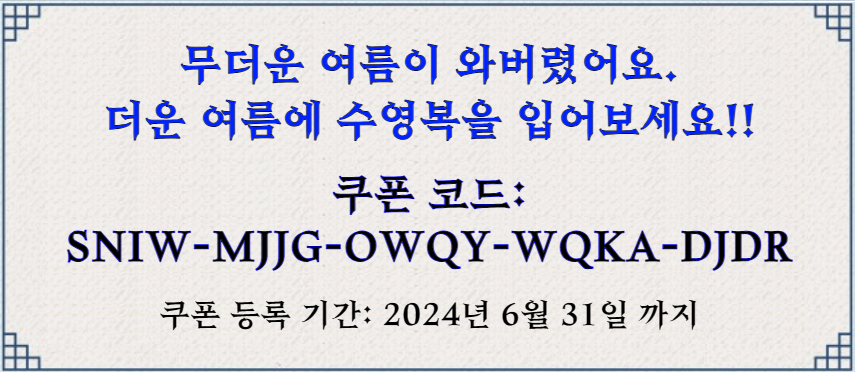 무더운 여름이 와버렸어요.
더운 여름에 수영복을 입어보세요!!
쿠폰 코드:
SNIW-MJJG-OWQY-WQKA-DJDR
쿠폰 등록 기간: 2024년 6월 31일 까지